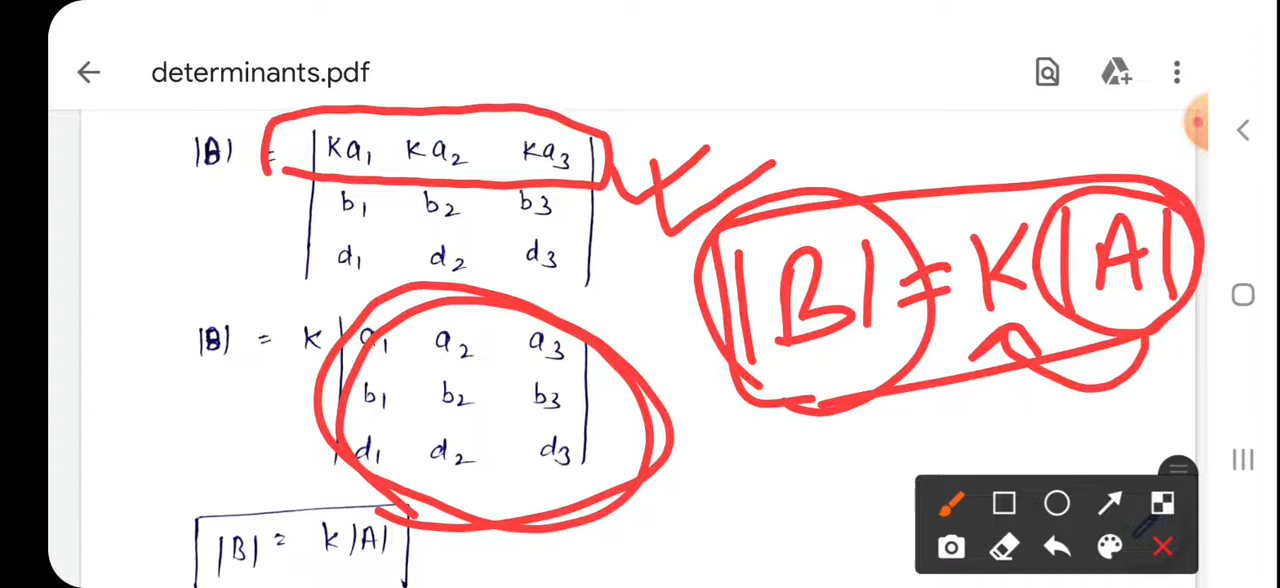 determinants.pdf
|B| = | Ka₁ Ka₂ Ka₃ |
| b₁ b₂ b₃ |
| d₁ d₂ d₃ |
|B| = K | a₁ a₂ a₃ |
| b₁ b₂ b₃ |
| d₁ d₂ d₃ |
|B| = K |A|
|B| = K |A|